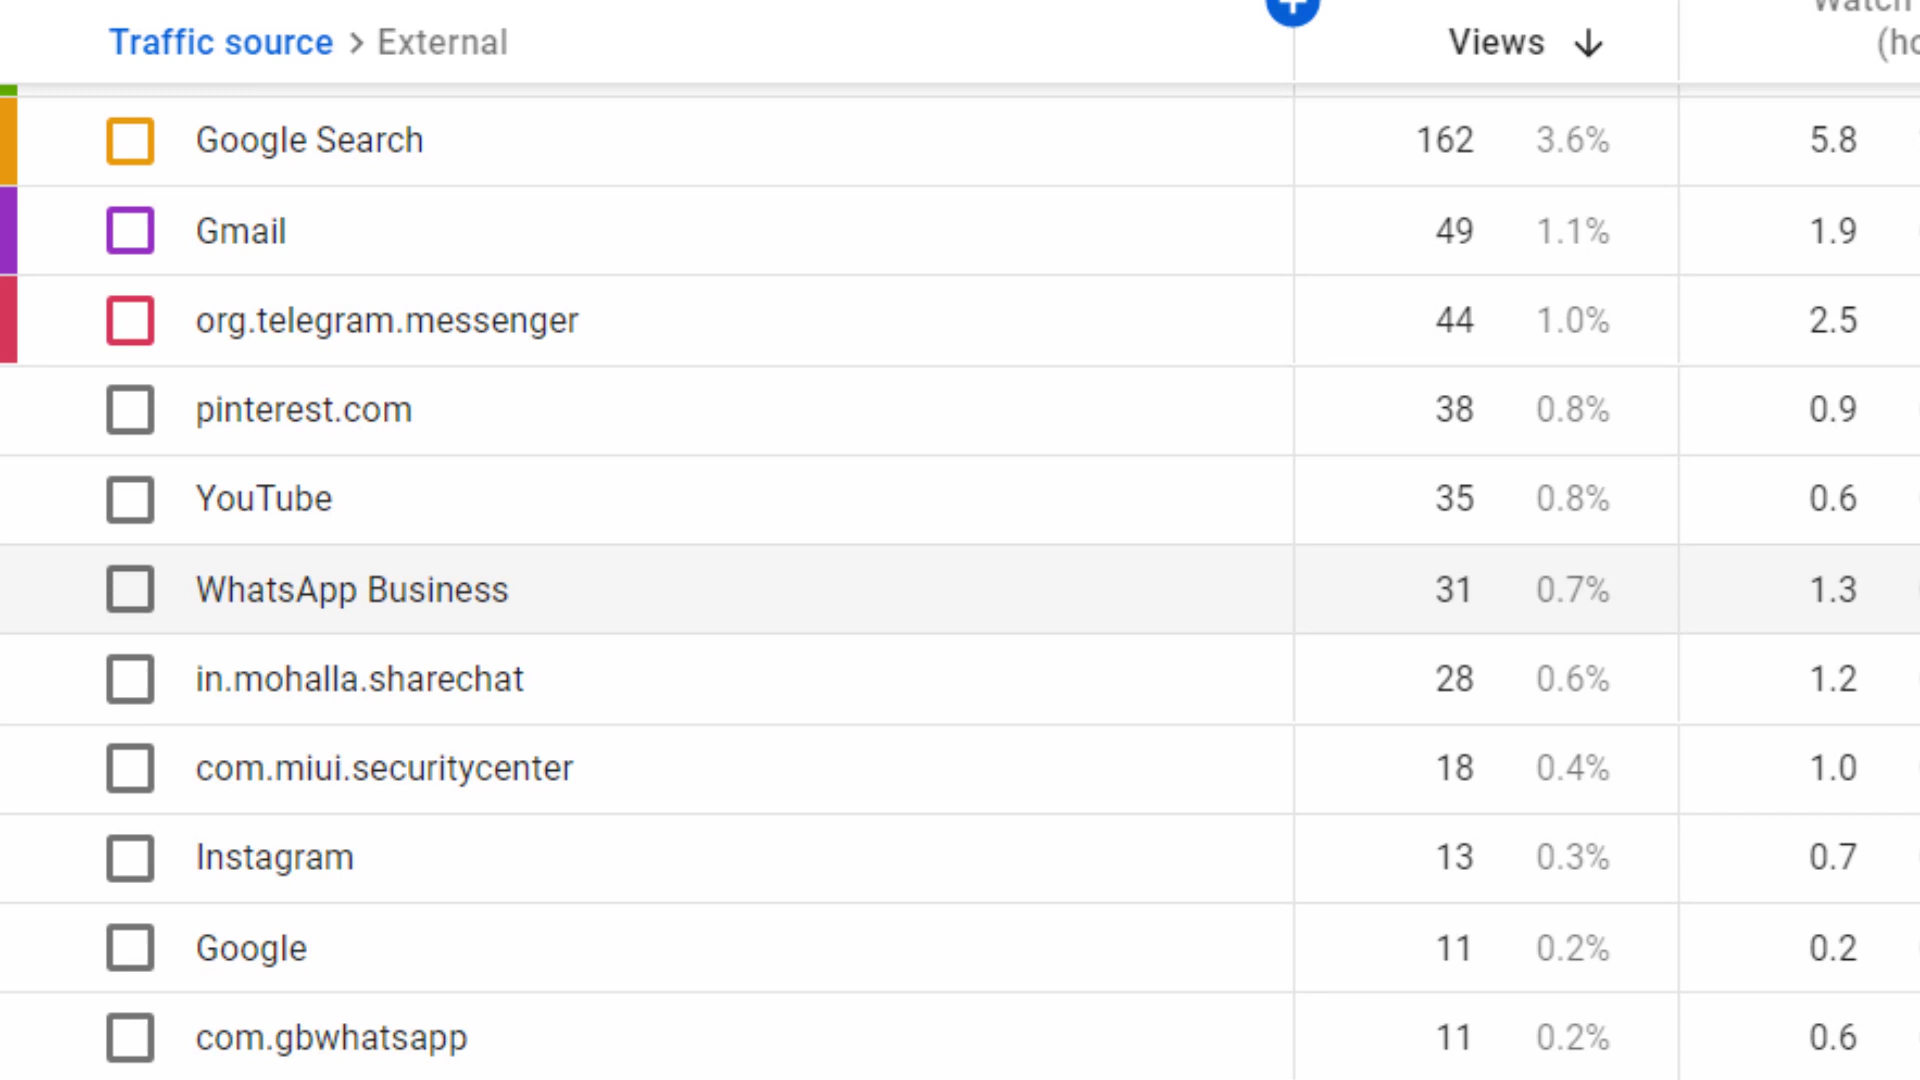 Watch
Traffic source > External Views ↓ (ho
Google Search 162 3.6% 5.8
Gmail 49 1.1% 1.9
org.telegram.messenger 44 1.0% 2.5
pinterest.com 38 0.8% 0.9
YouTube 35 0.8% 0.6
WhatsApp Business 31 0.7% 1.3
in.mohalla.sharechat 28 0.6% 1.2
com.miui.securitycenter 18 0.4% 1.0
Instagram 13 0.3% 0.7
Google 11 0.2% 0.2
com.gbwhatsapp 11 0.2% 0.6